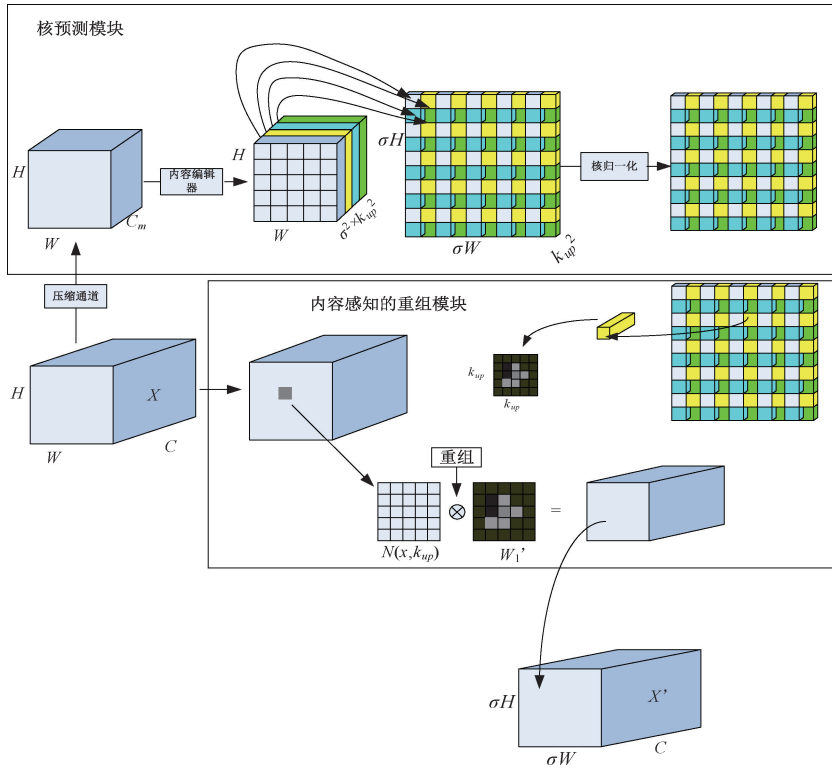 核预测模块
H
W
C_m
内容编辑
器
H
W
σ²×k_up²
σH
σW
k_up²
核归一化
压缩通道
内容感知的重组模块
H
W
X
C
k_up
k_up
重组
N(x,k_up)
W₁’
=
σH
σW
X’
C